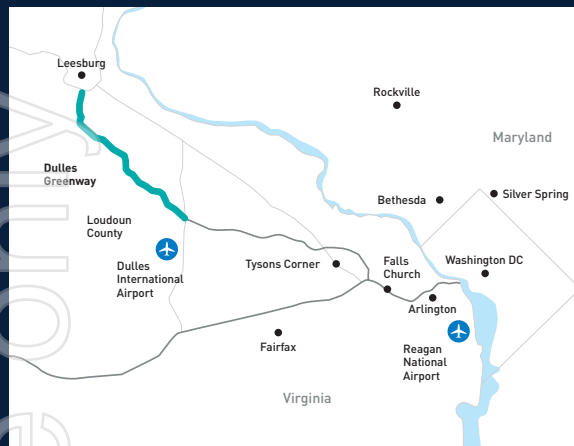 Leesburg
Rockville
Maryland
Dulles
Greenway
Silver Spring
Bethesda
Loudoun
County
Dulles
International
Airport
Tysons Corner
Falls
Church
Washington DC
Arlington
Fairfax
Reagan
National
Airport
Virginia
e only